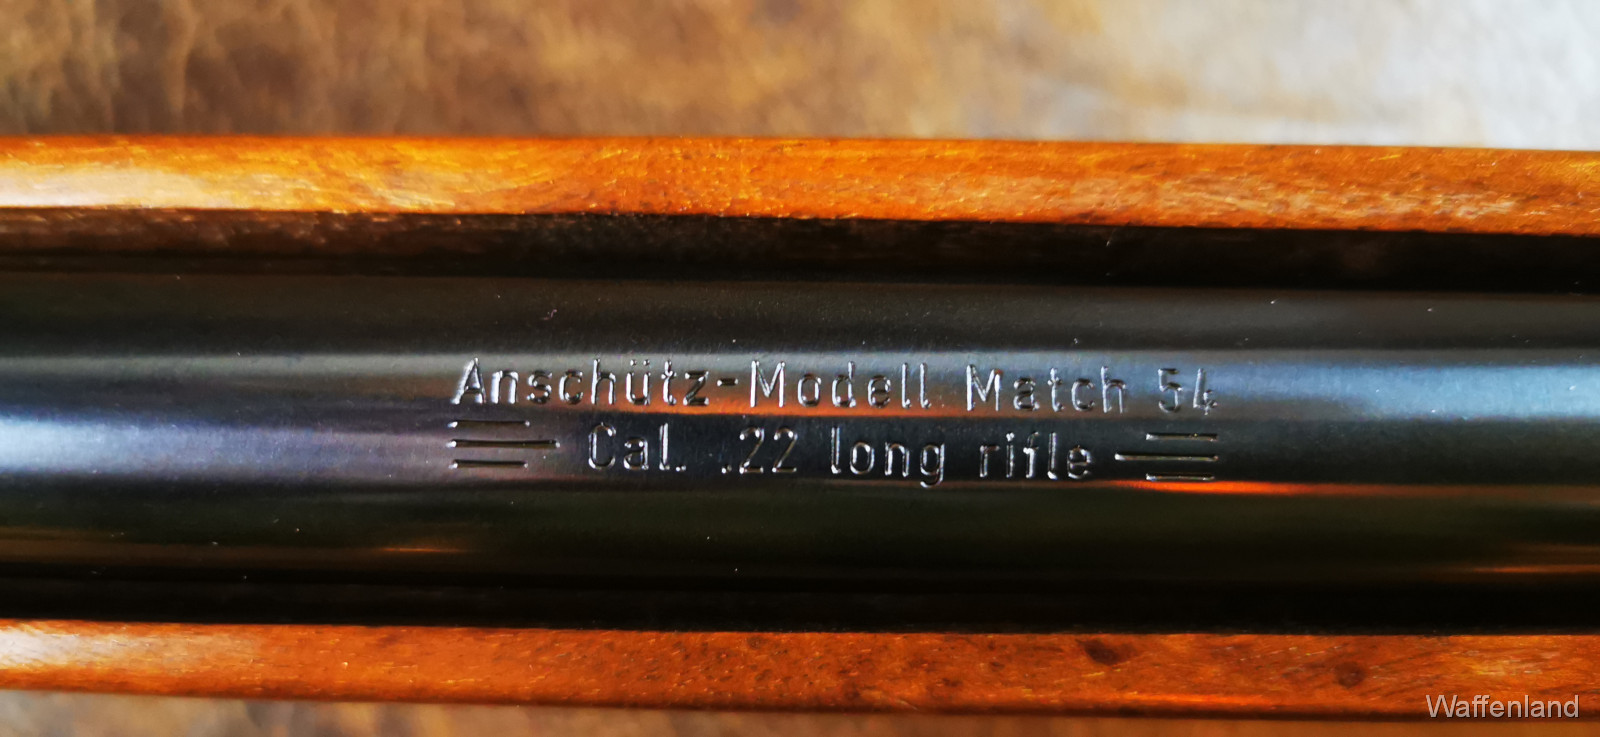 Anschütz-Modell Match 54
Cal. .22 long rifle
Waffenland